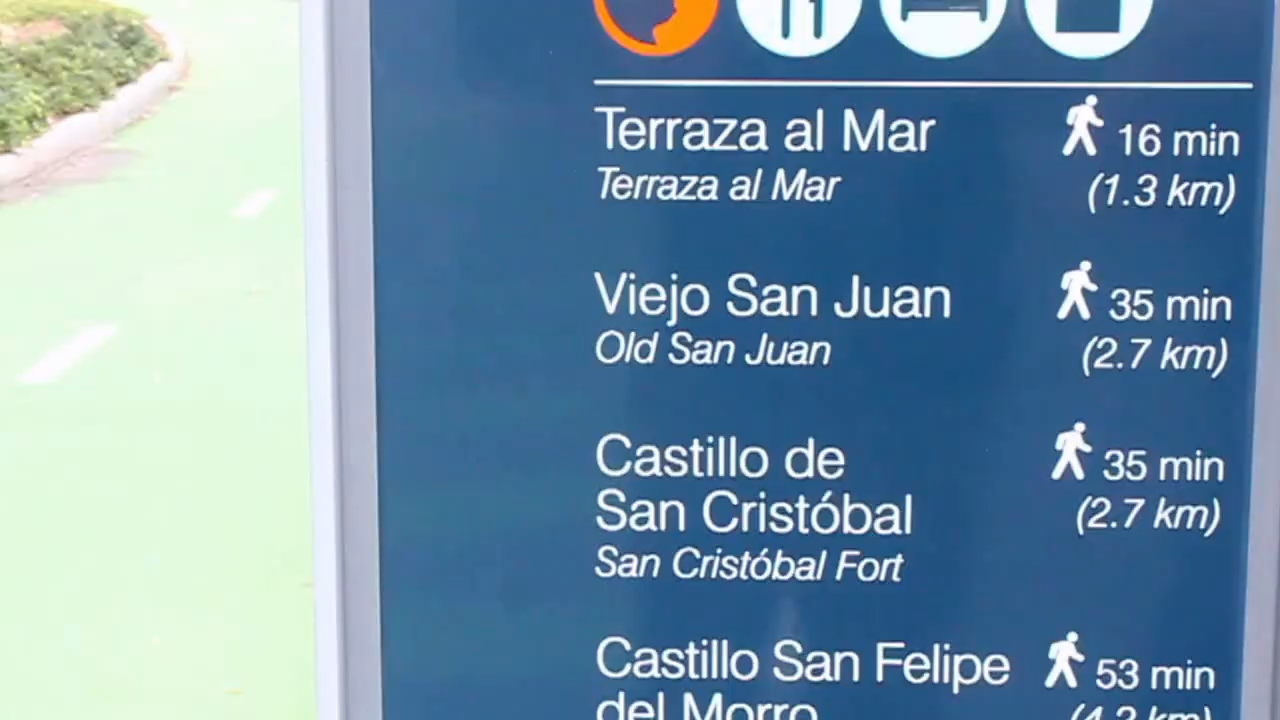 Terraza al Mar
16 min
Terraza al Mar
(1.3 km)
Viejo San Juan
35 min
Old San Juan
(2.7 km)
Castillo de
35 min
San Cristóbal
(2.7 km)
San Cristóbal Fort
Castillo San Felipe
53 min
del Morro